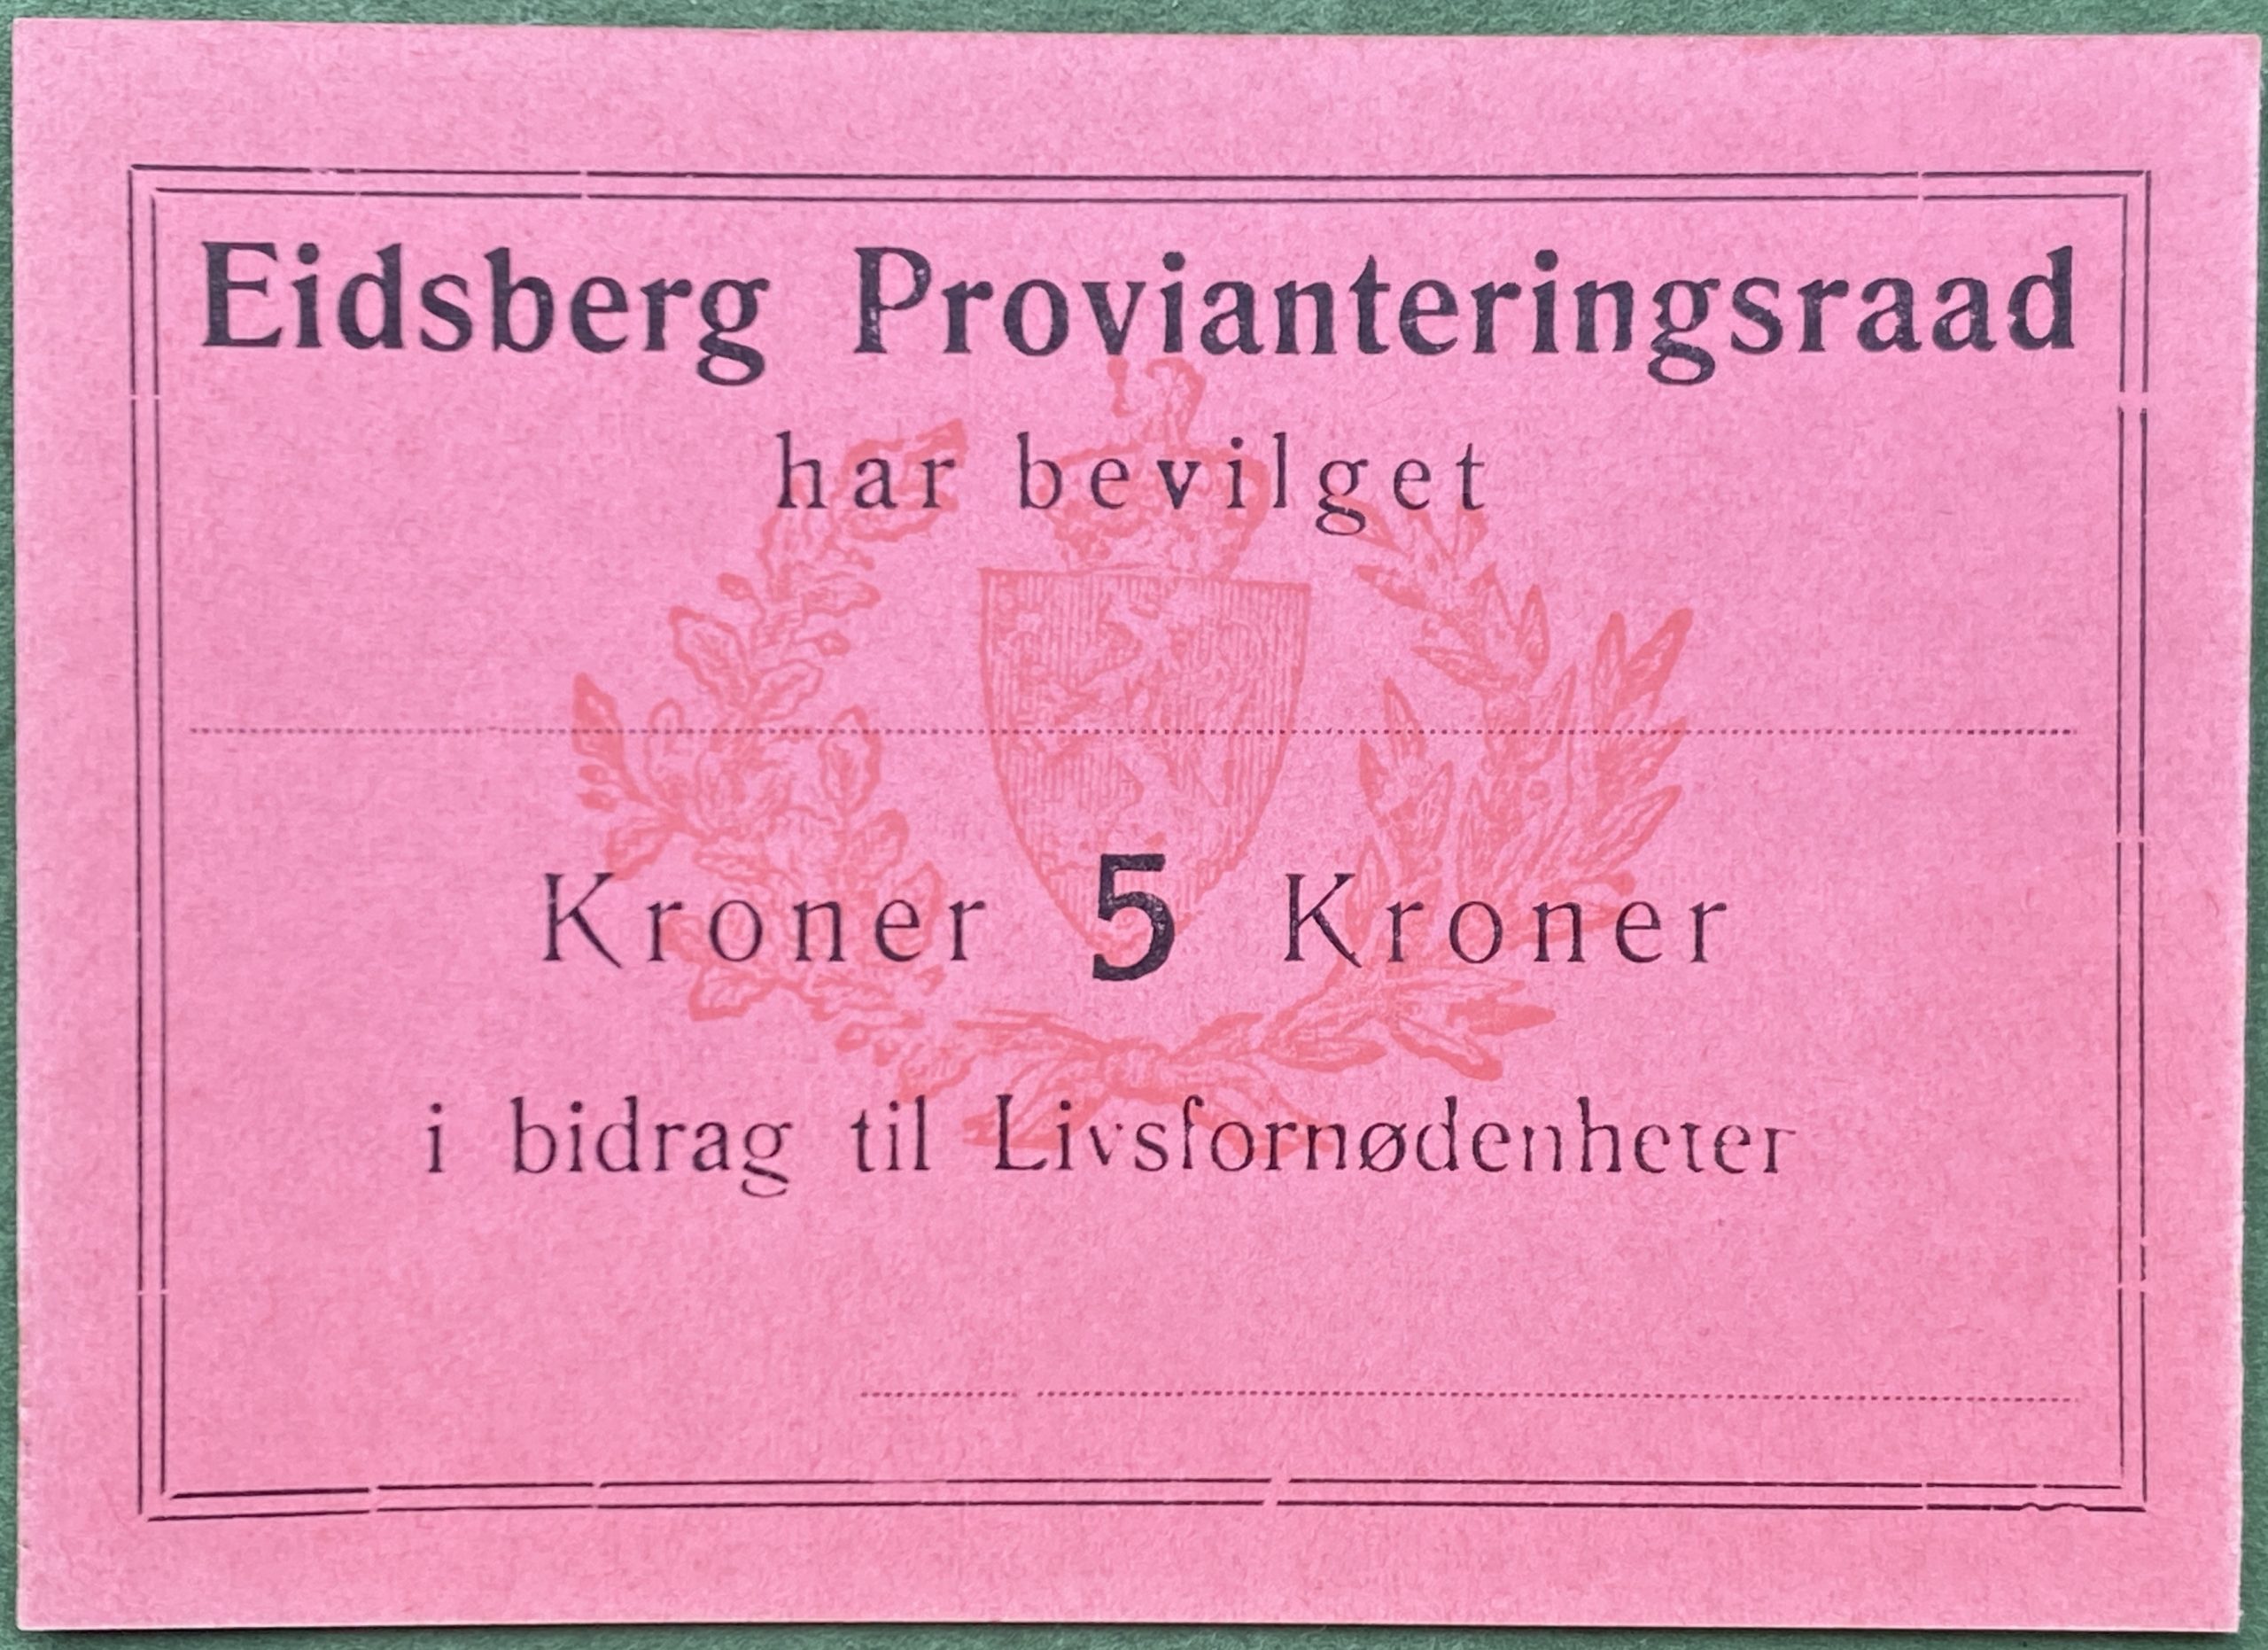 Eidsberg Provianteringsraad
har bevilget
Kroner 5 Kroner
i bidrag til Livsfornødenheter